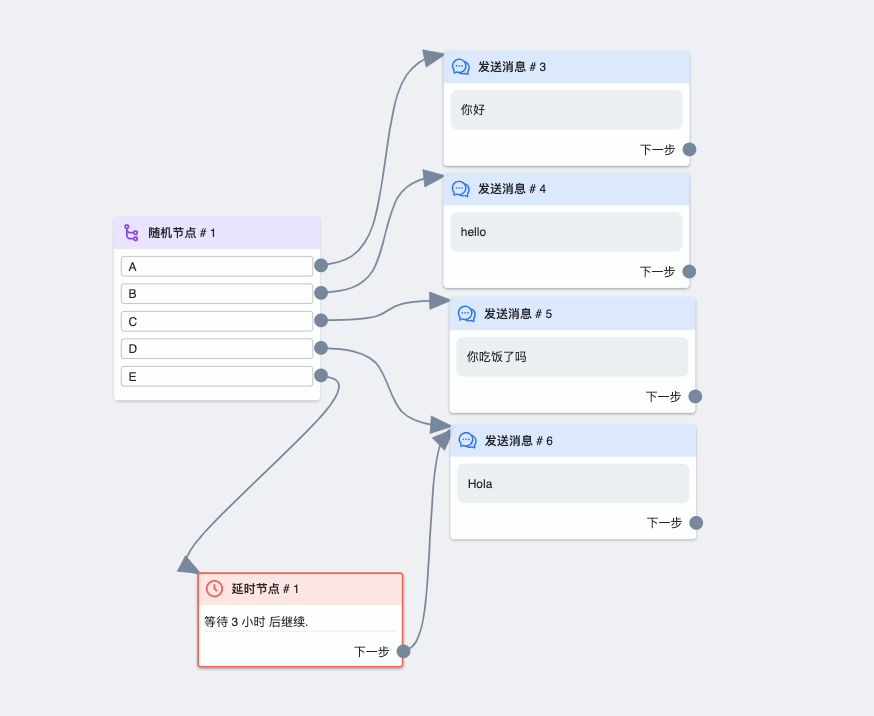 随机节点 # 1
A
B
C
D
E
发送消息 # 3
你好
下一步
发送消息 # 4
hello
下一步
发送消息 # 5
你吃饭了吗
下一步
发送消息 # 6
Hola
下一步
延时节点 # 1
等待 3 小时 后继续.
下一步